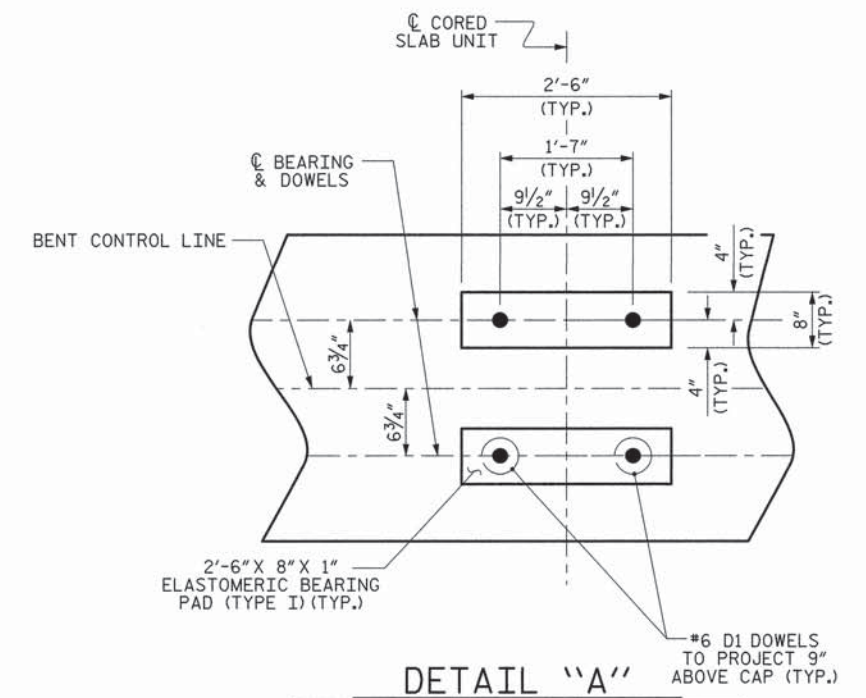 ℄ CORED
SLAB UNIT
2'-6"
(TYP.)
1'-7"
(TYP.)
9½" 9½"
(TYP.) (TYP.)
℄ BEARING
& DOWELS
BENT CONTROL LINE
4"
(TYP.)
8"
(TYP.)
6¾"
4"
(TYP.)
6¾"
2'-6" X 8" X 1"
ELASTOMERIC BEARING
PAD (TYPE I) (TYP.)
#6 D1 DOWELS
TO PROJECT 9"
ABOVE CAP (TYP.)
DETAIL "A"